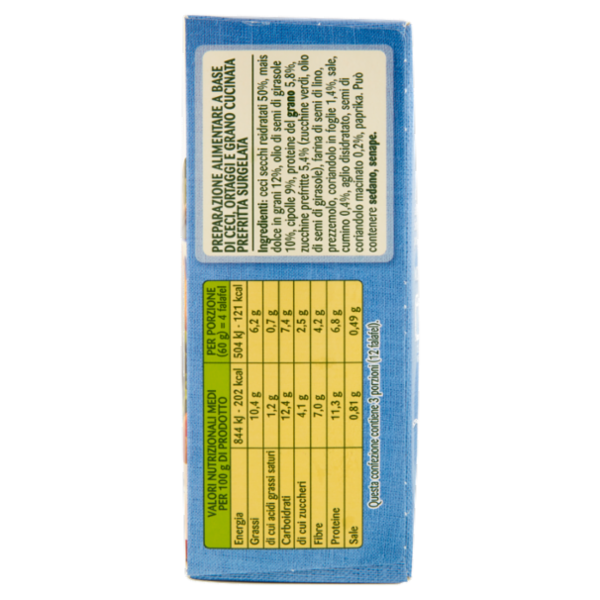 PREPARAZIONE ALIMENTARE A BASE
DI CECI, ORTAGGI E GRANO CUCINATA
PREFRITTA SURGELATA
Ingredienti: ceci secchi reidratati 50%, mais
dolce in grani 12%, olio di semi di girasole
10%, cipolle 9%, proteine del grano 5,8%,
zucchine prefritte 5,4% (zucchine verdi, olio
di semi di girasole), farina di semi di lino,
prezzemolo, coriandolo in foglie 1,4%, sale,
cumino 0,4%, aglio disidratato, semi di
coriandolo macinato 0,2%, paprika. Può
contenere sedano, senape.
VALORI NUTRIZIONALI MEDI PER PORZIONE
PER 100 g DI PRODOTTO (60 g) = 4 falafel
Energia 844 kJ - 202 kcal 504 kJ - 121 kcal
Grassi 10,4 g 6,2 g
di cui acidi grassi saturi 1,2 g 0,7 g
Carboidrati 12,4 g 7,4 g
di cui zuccheri 4,1 g 2,5 g
Fibre 7,0 g 4,2 g
Proteine 11,3 g 6,8 g
Sale 0,81 g 0,49 g
Questa confezione contiene 3 porzioni (12 falafel).